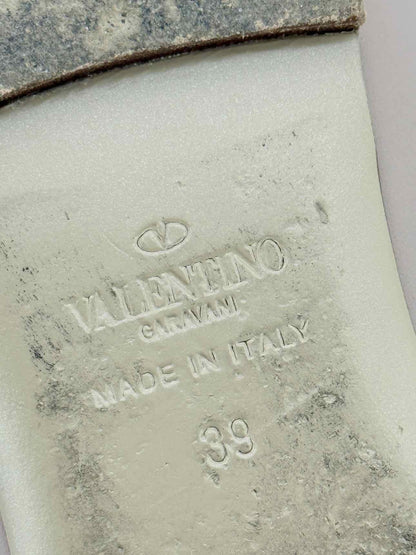 VALENTINO
GARAVANI
MADE IN ITALY
39